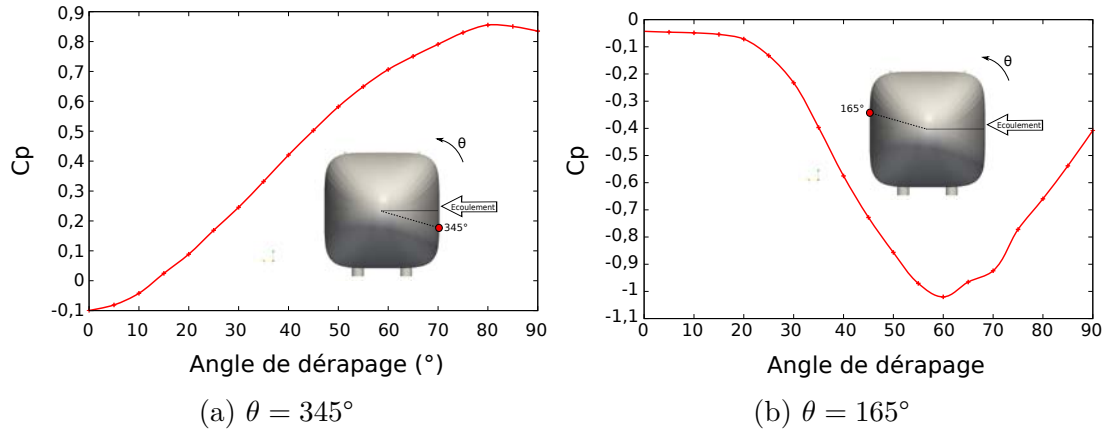 0,9
0,8
0,7
0,6
0,5
0,4
0,3
0,2
0,1
0
-0,1
Cp
0 10 20 30 40 50 60 70 80 90
Angle de dérapage (°)
θ
Ecoulement
345°
(a) θ = 345°
0
-0,1
-0,2
-0,3
-0,4
-0,5
-0,6
-0,7
-0,8
-0,9
-1
-1,1
Cp
0 10 20 30 40 50 60 70 80 90
Angle de dérapage
θ
165°
Ecoulement
(b) θ = 165°